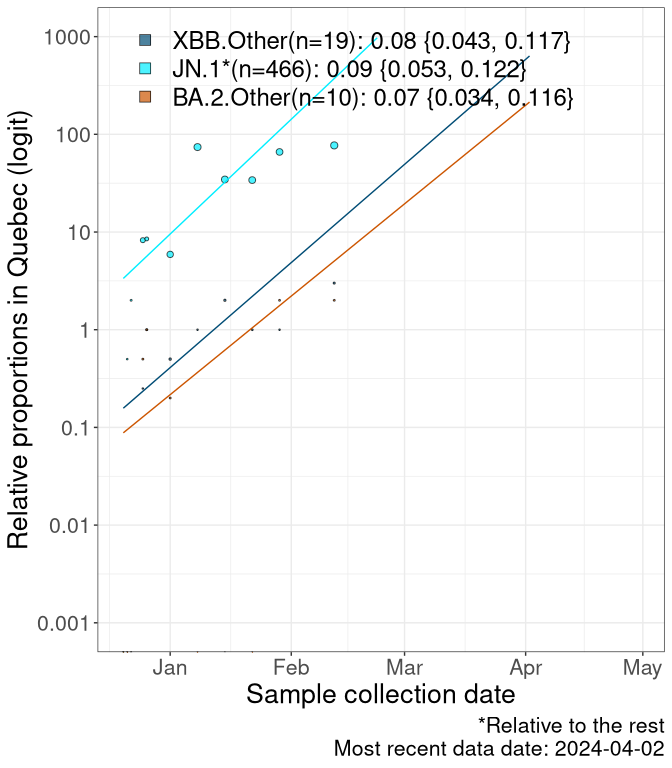 XBB.Other(n=19): 0.08 {0.043, 0.117}
JN.1*(n=466): 0.09 {0.053, 0.122}
BA.2.Other(n=10): 0.07 {0.034, 0.116}
Relative proportions in Quebec (logit)
1000
100
10
1
0.1
0.01
0.001
Jan Feb Mar Apr May
Sample collection date
*Relative to the rest
Most recent data date: 2024-04-02